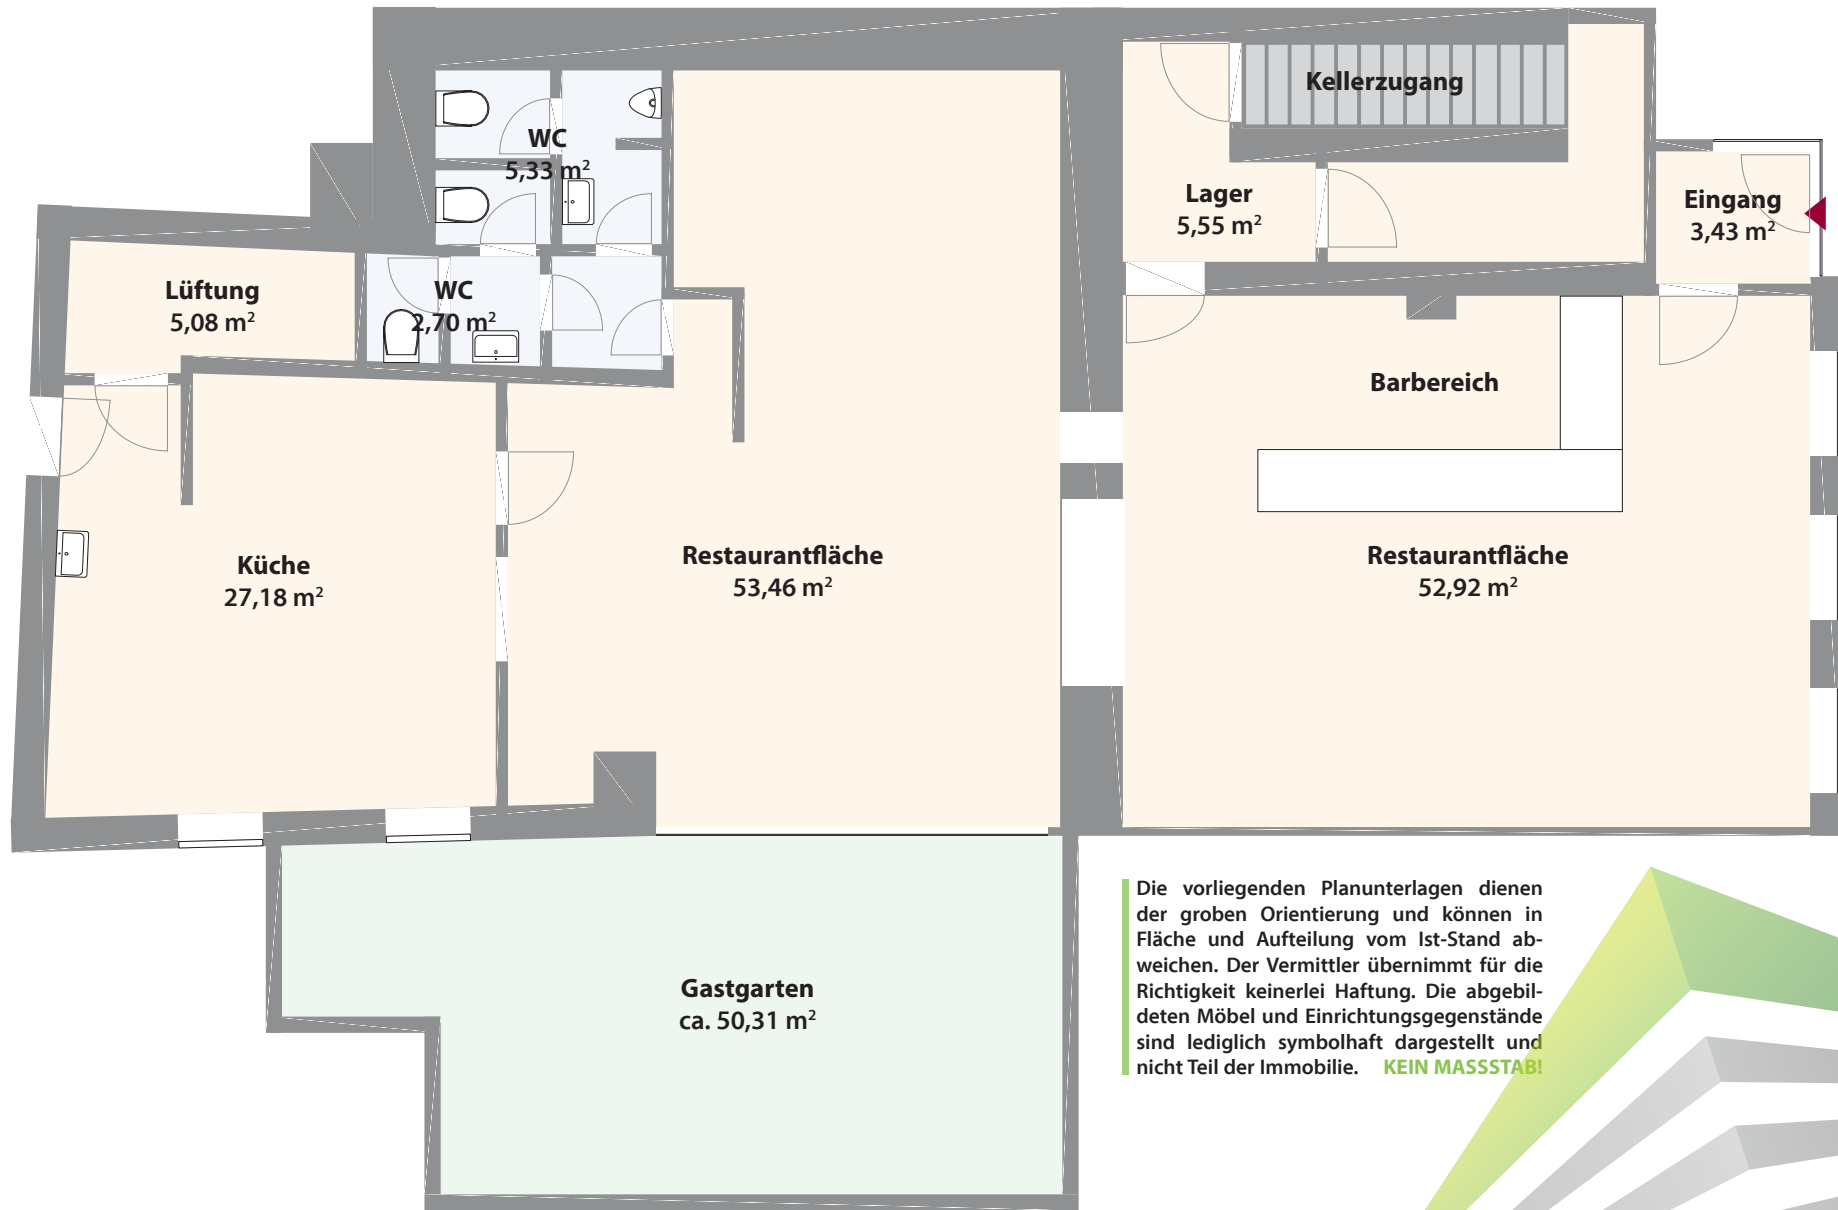 Kellerzugang
WC
5,33 m²
Lager
5,55 m²
Eingang
3,43 m²
Lüftung
5,08 m²
WC
2,70 m²
Barbereich
Küche
27,18 m²
Restaurantfläche
53,46 m²
Restaurantfläche
52,92 m²
Gastgarten
ca. 50,31 m²
Die vorliegenden Planunterlagen dienen
der groben Orientierung und können in
Fläche und Aufteilung vom Ist-Stand ab-
weichen. Der Vermittler übernimmt für die
Richtigkeit keinerlei Haftung. Die abgebil-
deten Möbel und Einrichtungsgegenstände
sind lediglich symbolhaft dargestellt und
nicht Teil der Immobilie. KEIN MASSSTAB!